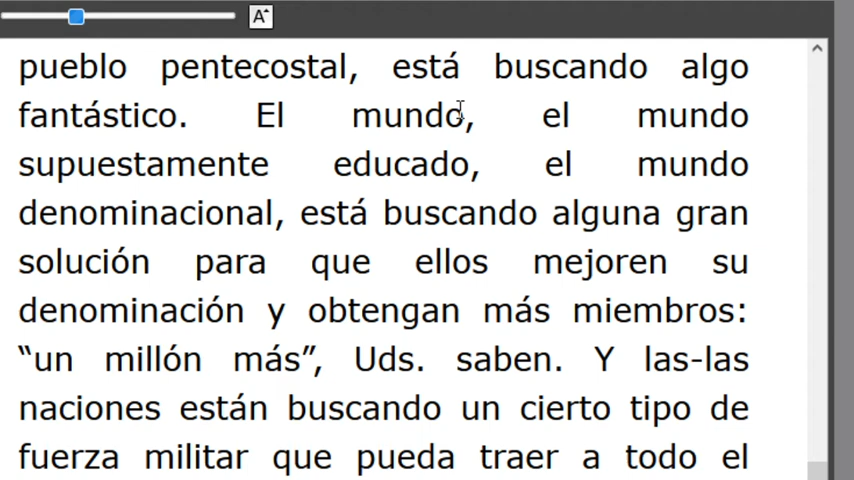 A
pueblo pentecostal, está buscando algo
fantástico. El mundo, el mundo
supuestamente educado, el mundo
denominacional, está buscando alguna gran
solución para que ellos mejoren su
denominación y obtengan más miembros:
“un millón más”, Uds. saben. Y las-las
naciones están buscando un cierto tipo de
fuerza militar que pueda traer a todo el